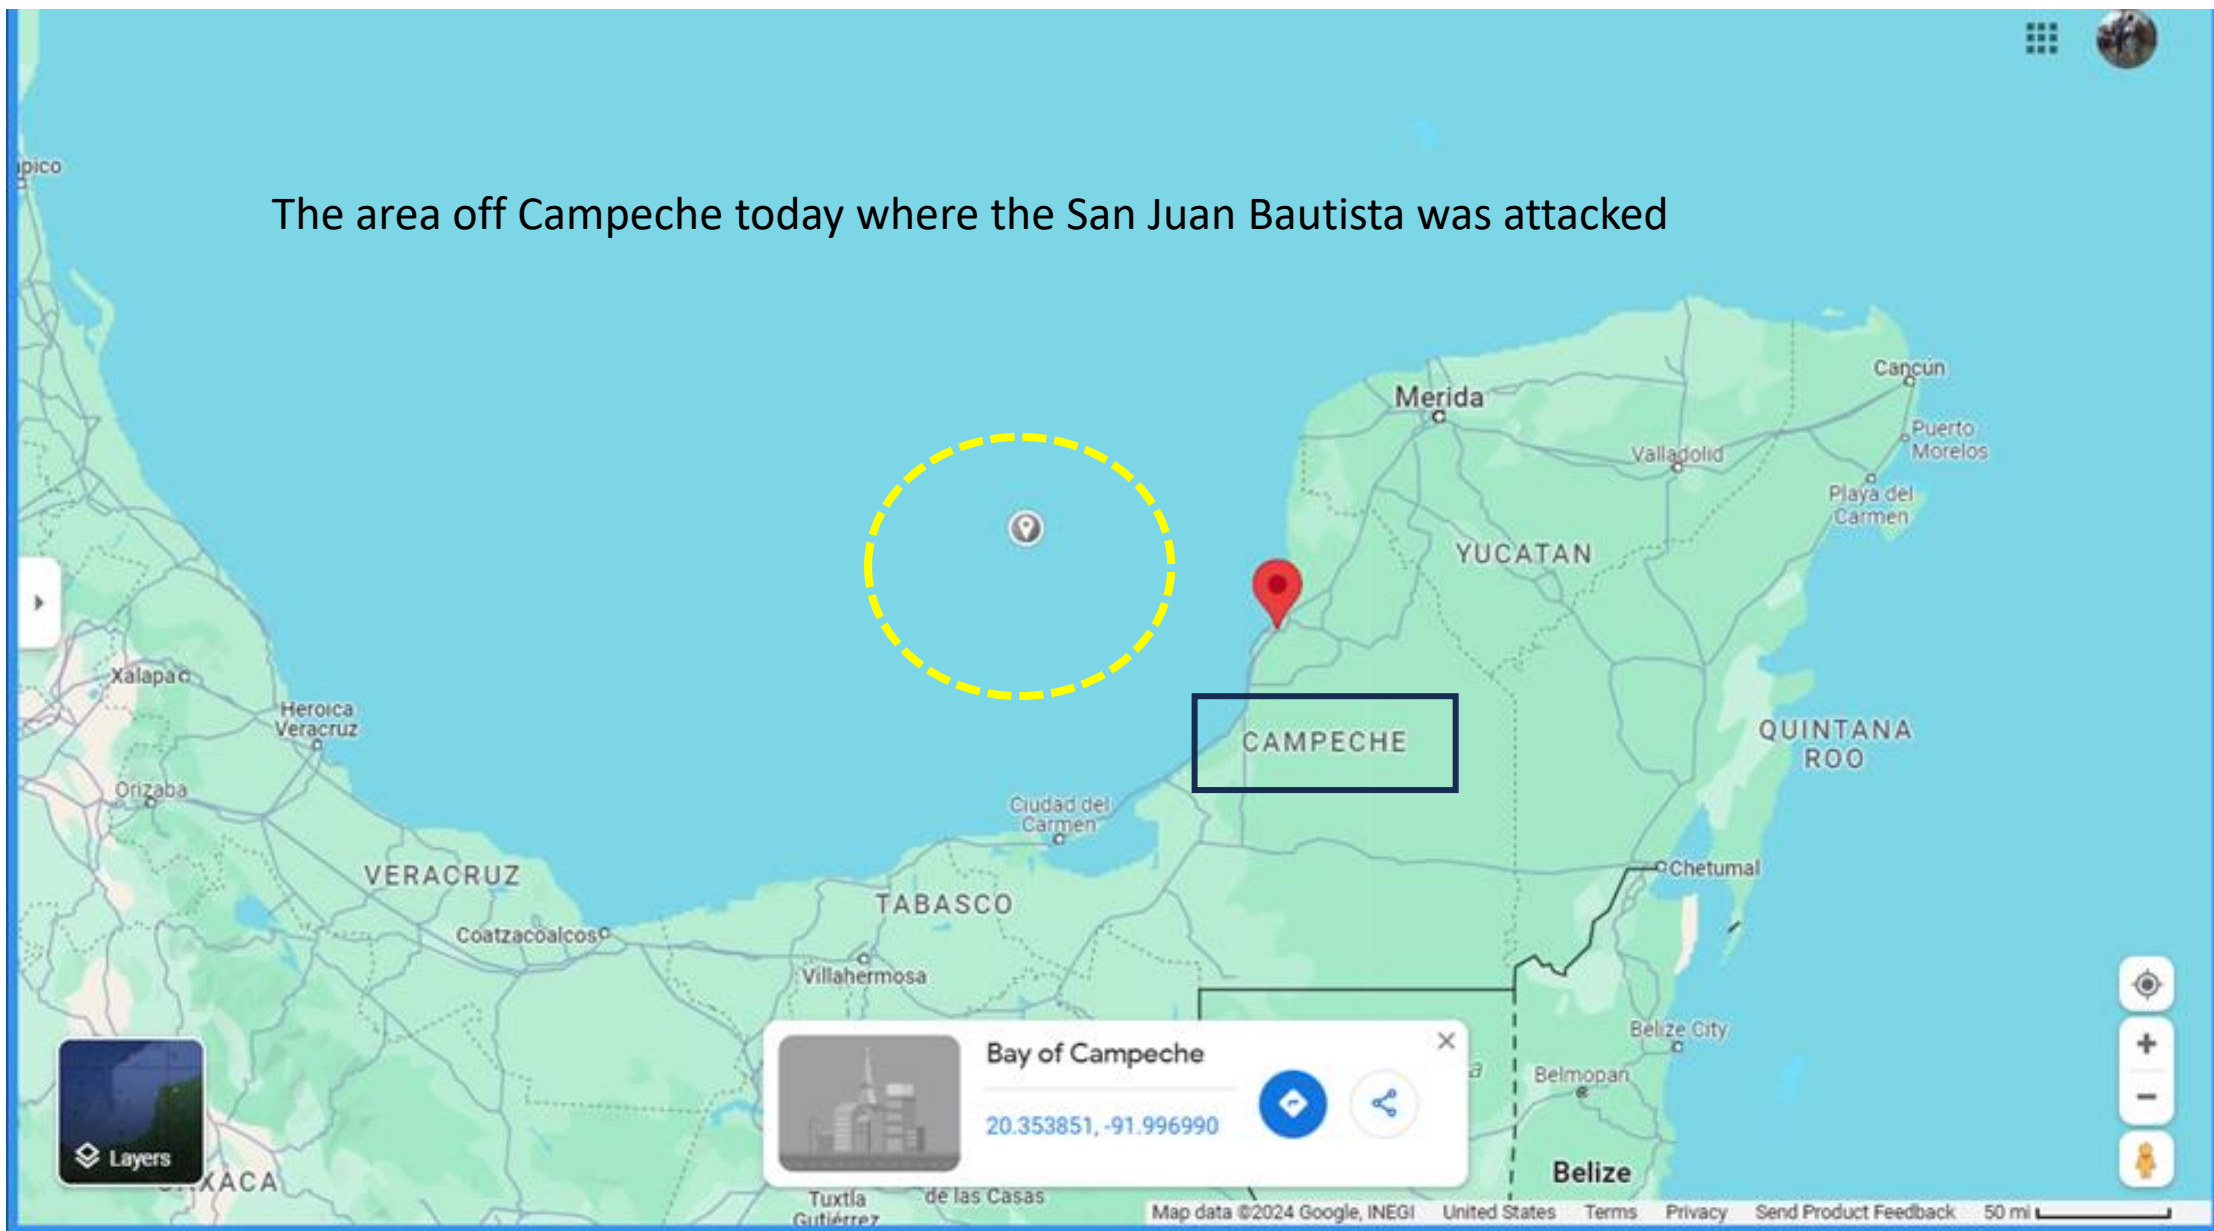 pico
The area off Campeche today where the San Juan Bautista was attacked
Cancún
Merida
Puerto
Morelos
Valladolid
Playa del
Carmen
YUCATAN
Xalapa
Heroica
Veracruz
CAMPECHE
QUINTANA
ROO
Orizaba
Ciudad del
Carmen
VERACRUZ
Chetumal
TABASCO
Coatzacoalcos
Villahermosa
Belize City
Bay of Campeche
Belmopan
20.353851, -91.996990
Layers
Belize
AXACA
Tuxtla
Gutiérrez
de las Casas
Map data ©2024 Google, INEGI United States Terms Privacy Send Product Feedback 50 mi